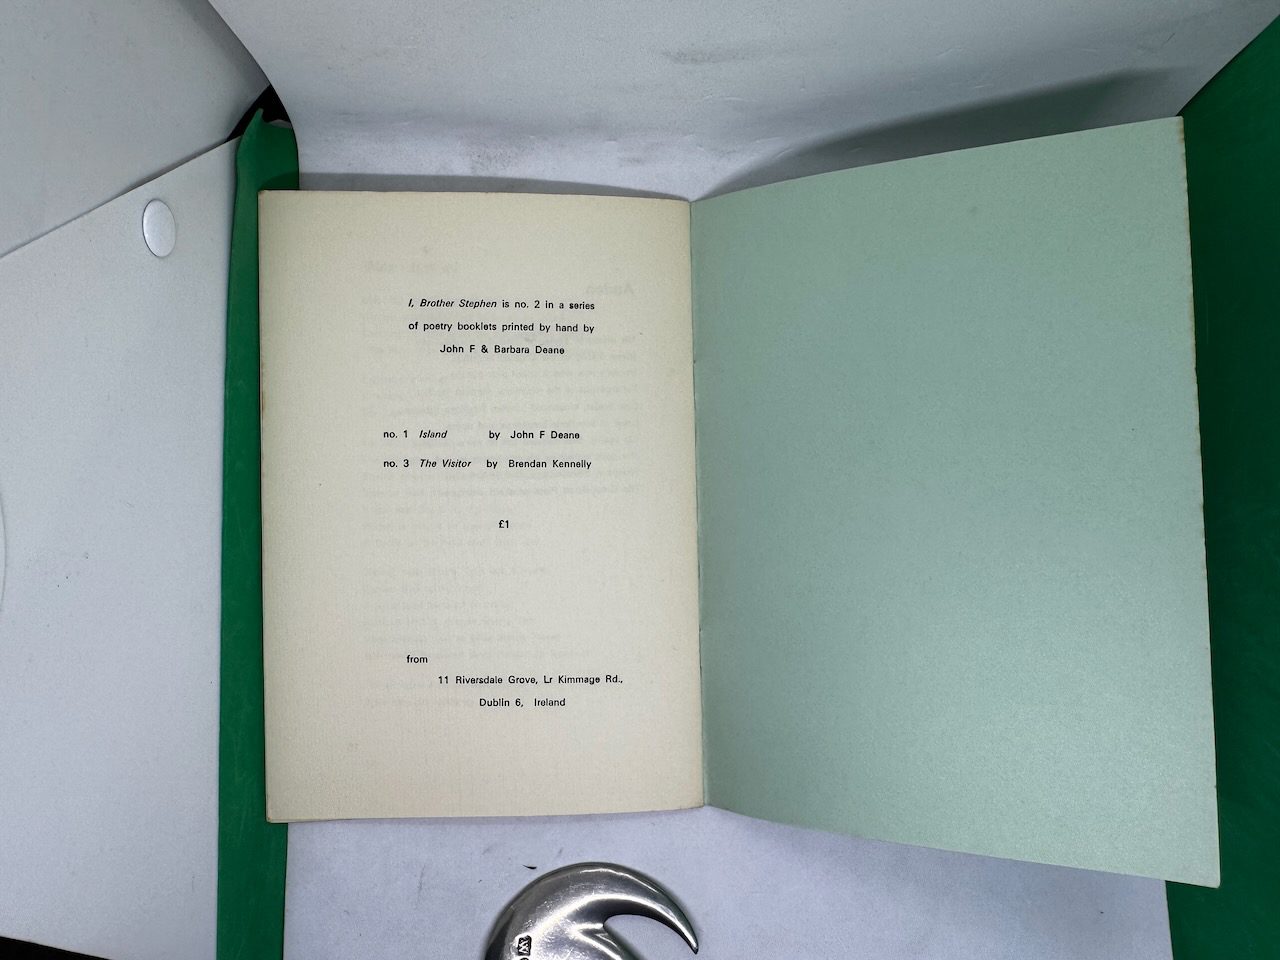 I, Brother Stephen is no. 2 in a series
of poetry booklets printed by hand by
John F & Barbara Deane
no. 1 Island by John F Deane
no. 3 The Visitor by Brendan Kennelly
£1
from
11 Riversdale Grove, Lr Kimmage Rd.,
Dublin 6, Ireland